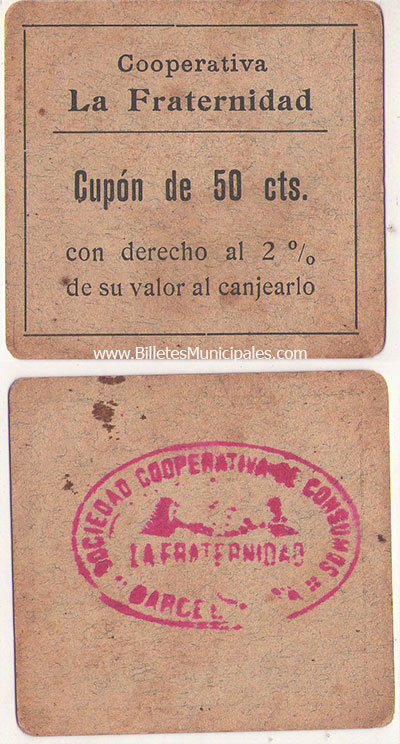 Cooperativa
La Fraternidad
Cupón de 50 cts.
con derecho al 2 %
de su valor al canjearlo
www.BilletesMunicipales.com
SOCIEDAD COOPERATIVA DE CONSUMOS
LA FRATERNIDAD